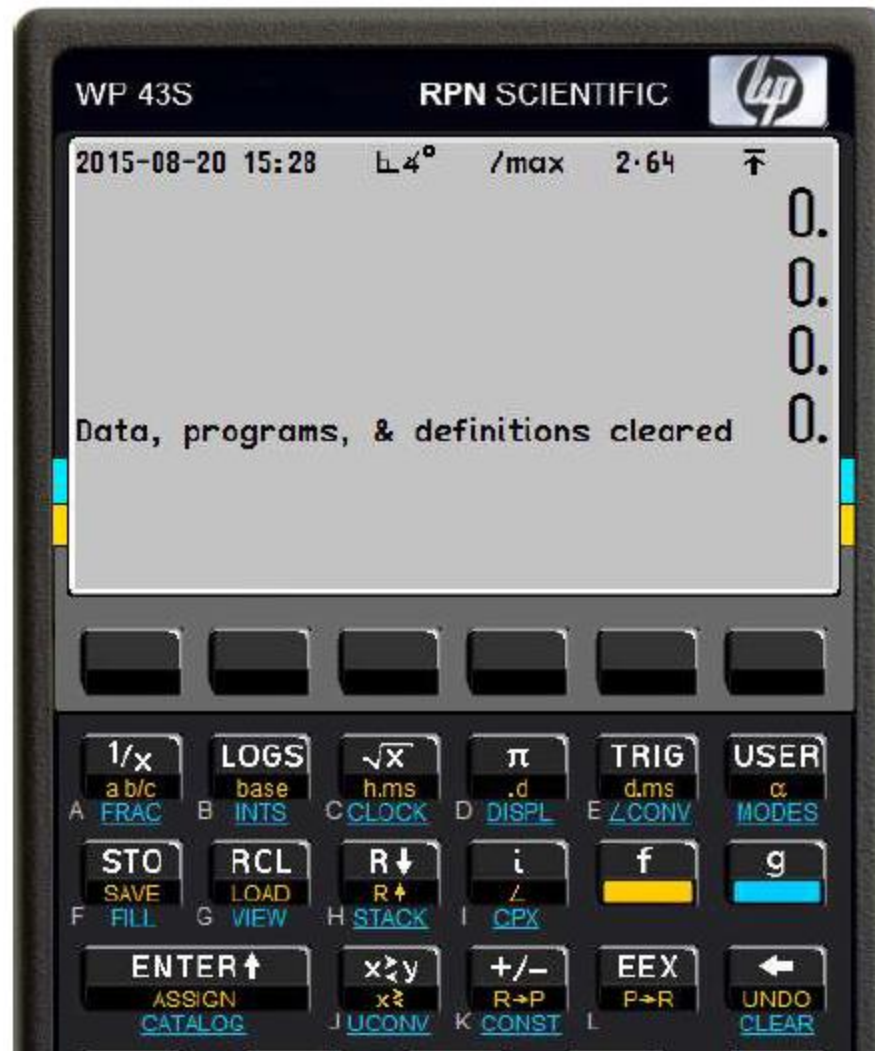 WP 43S RPN SCIENTIFIC hp
2015-08-20 15:28 ∟∡° /max 2·64
0.
0.
0.
Data, programs, & definitions cleared 0.
1/x LOGS √x π TRIG USER
a b/c base h.ms .d d.ms α
A FRAC B INTS C CLOCK D DISPL E ∠CONV MODES
STO RCL R↓ i f g
SAVE LOAD R↑ ∠
F FILL G VIEW H STACK I CPX
ENTER↑ x≷y +/− EEX ←
ASSIGN x≷ R→P P→R UNDO
CATALOG J UCONV K CONST L CLEAR